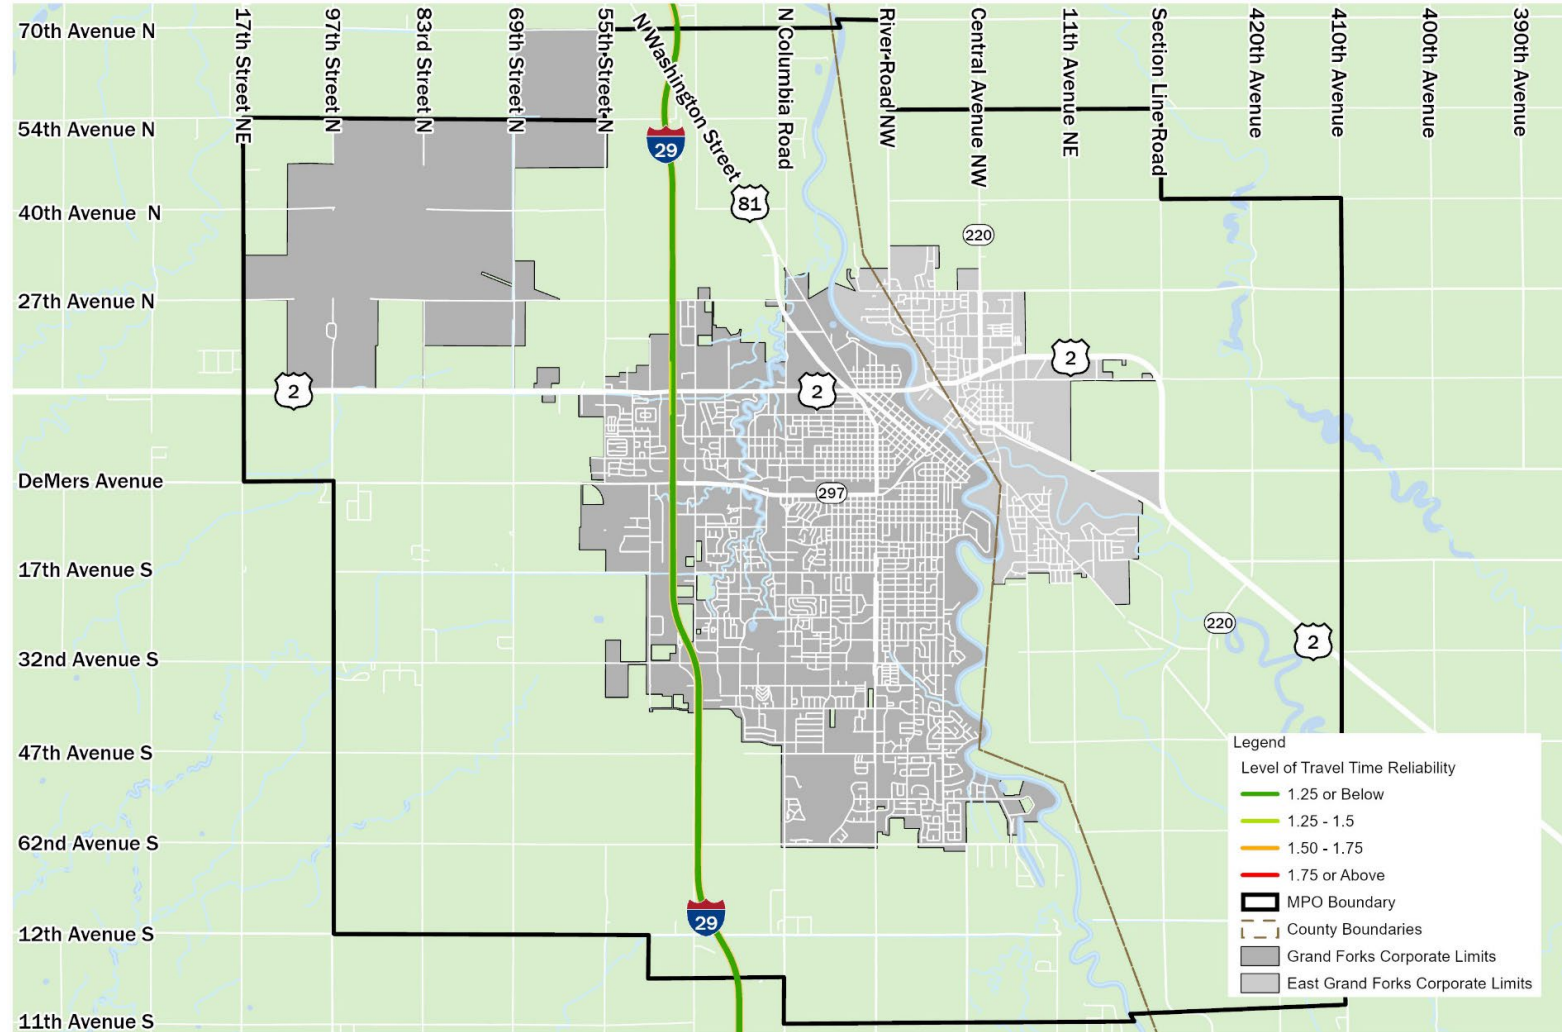 70th Avenue N
54th Avenue N
40th Avenue N
27th Avenue N
DeMers Avenue
17th Avenue S
32nd Avenue S
47th Avenue S
62nd Avenue S
12th Avenue S
11th Avenue S
17th Street NE
97th Street N
83rd Street N
69th Street N
55th Street N
N Washington Street
N Columbia Road
River Road NW
Central Avenue NW
11th Avenue NE
Section Line Road
420th Avenue
410th Avenue
400th Avenue
390th Avenue
29
81
220
2
2
2
297
220
2
29
Legend
Level of Travel Time Reliability
1.25 or Below
1.25 - 1.5
1.50 - 1.75
1.75 or Above
MPO Boundary
County Boundaries
Grand Forks Corporate Limits
East Grand Forks Corporate Limits